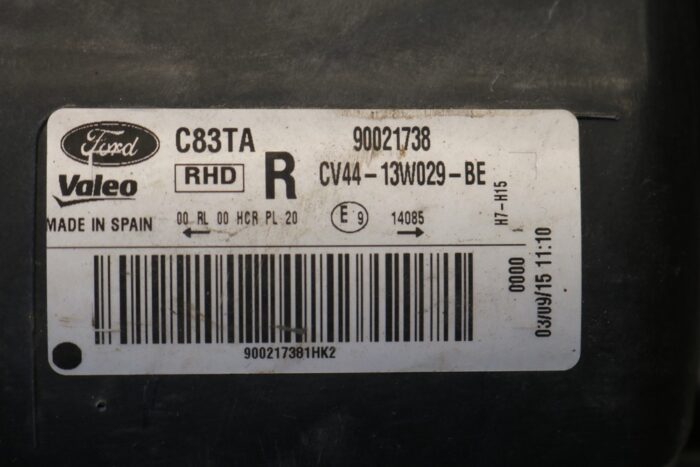 Ford
C83TA
90021738
Valeo
RHD
R
CV44-13W029-BE
MADE IN SPAIN
00 RL 00 HCR PL 20
E 9
14085
H7-H15
0000
03/09/15 11:10
900217381HK2